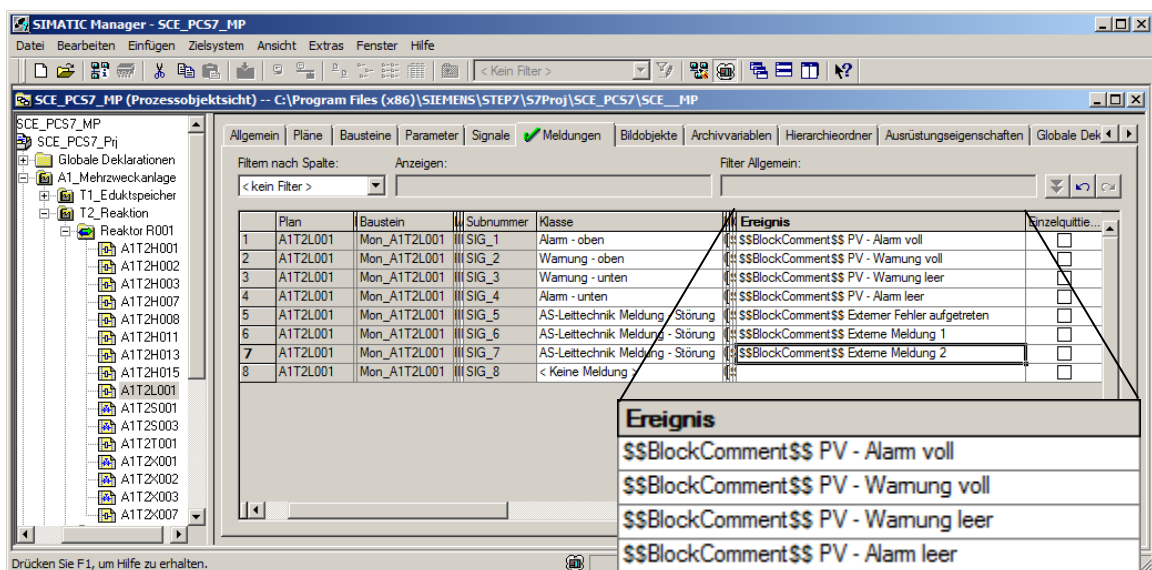 SIMATIC Manager - SCE_PCS7_MP
Datei Bearbeiten Einfügen Zielsystem Ansicht Extras Fenster Hilfe
< Kein Filter >
SCE_PCS7_MP (Prozessobjektsicht) -- C:\Program Files (x86)\SIEMENS\STEP7\S7Proj\SCE_PCS7\SCE__MP
SCE_PCS7_MP
SCE_PCS7_Prj
Globale Deklarationen
A1_Mehrzweckanlage
T1_Eduktspeicher
T2_Reaktion
Reaktor R001
A1T2H001
A1T2H002
A1T2H003
A1T2H007
A1T2H008
A1T2H011
A1T2H013
A1T2H015
A1T2L001
A1T2S001
A1T2S003
A1T2T001
A1T2X001
A1T2X002
A1T2X003
A1T2X007
Allgemein Pläne Bausteine Parameter Signale Meldungen Bildobjekte Archivvariablen Hierarchieordner Ausrüstungseigenschaften Globale Dek
Filtern nach Spalte: Anzeigen: Filter Allgemein:
< kein Filter >
Plan Baustein Subnummer Klasse Ereignis Einzelquittie...
1 A1T2L001 Mon_A1T2L001 SIG_1 Alarm - oben $$BlockComment$$ PV - Alarm voll
2 A1T2L001 Mon_A1T2L001 SIG_2 Warnung - oben $$BlockComment$$ PV - Warnung voll
3 A1T2L001 Mon_A1T2L001 SIG_3 Warnung - unten $$BlockComment$$ PV - Warnung leer
4 A1T2L001 Mon_A1T2L001 SIG_4 Alarm - unten $$BlockComment$$ PV - Alarm leer
5 A1T2L001 Mon_A1T2L001 SIG_5 AS-Leittechnik Meldung - Störung $$BlockComment$$ Externer Fehler aufgetreten
6 A1T2L001 Mon_A1T2L001 SIG_6 AS-Leittechnik Meldung - Störung $$BlockComment$$ Externe Meldung 1
7 A1T2L001 Mon_A1T2L001 SIG_7 AS-Leittechnik Meldung - Störung $$BlockComment$$ Externe Meldung 2
8 A1T2L001 Mon_A1T2L001 SIG_8 < Keine Meldung >
Ereignis
$$BlockComment$$ PV - Alarm voll
$$BlockComment$$ PV - Warnung voll
$$BlockComment$$ PV - Warnung leer
$$BlockComment$$ PV - Alarm leer
Drücken Sie F1, um Hilfe zu erhalten.